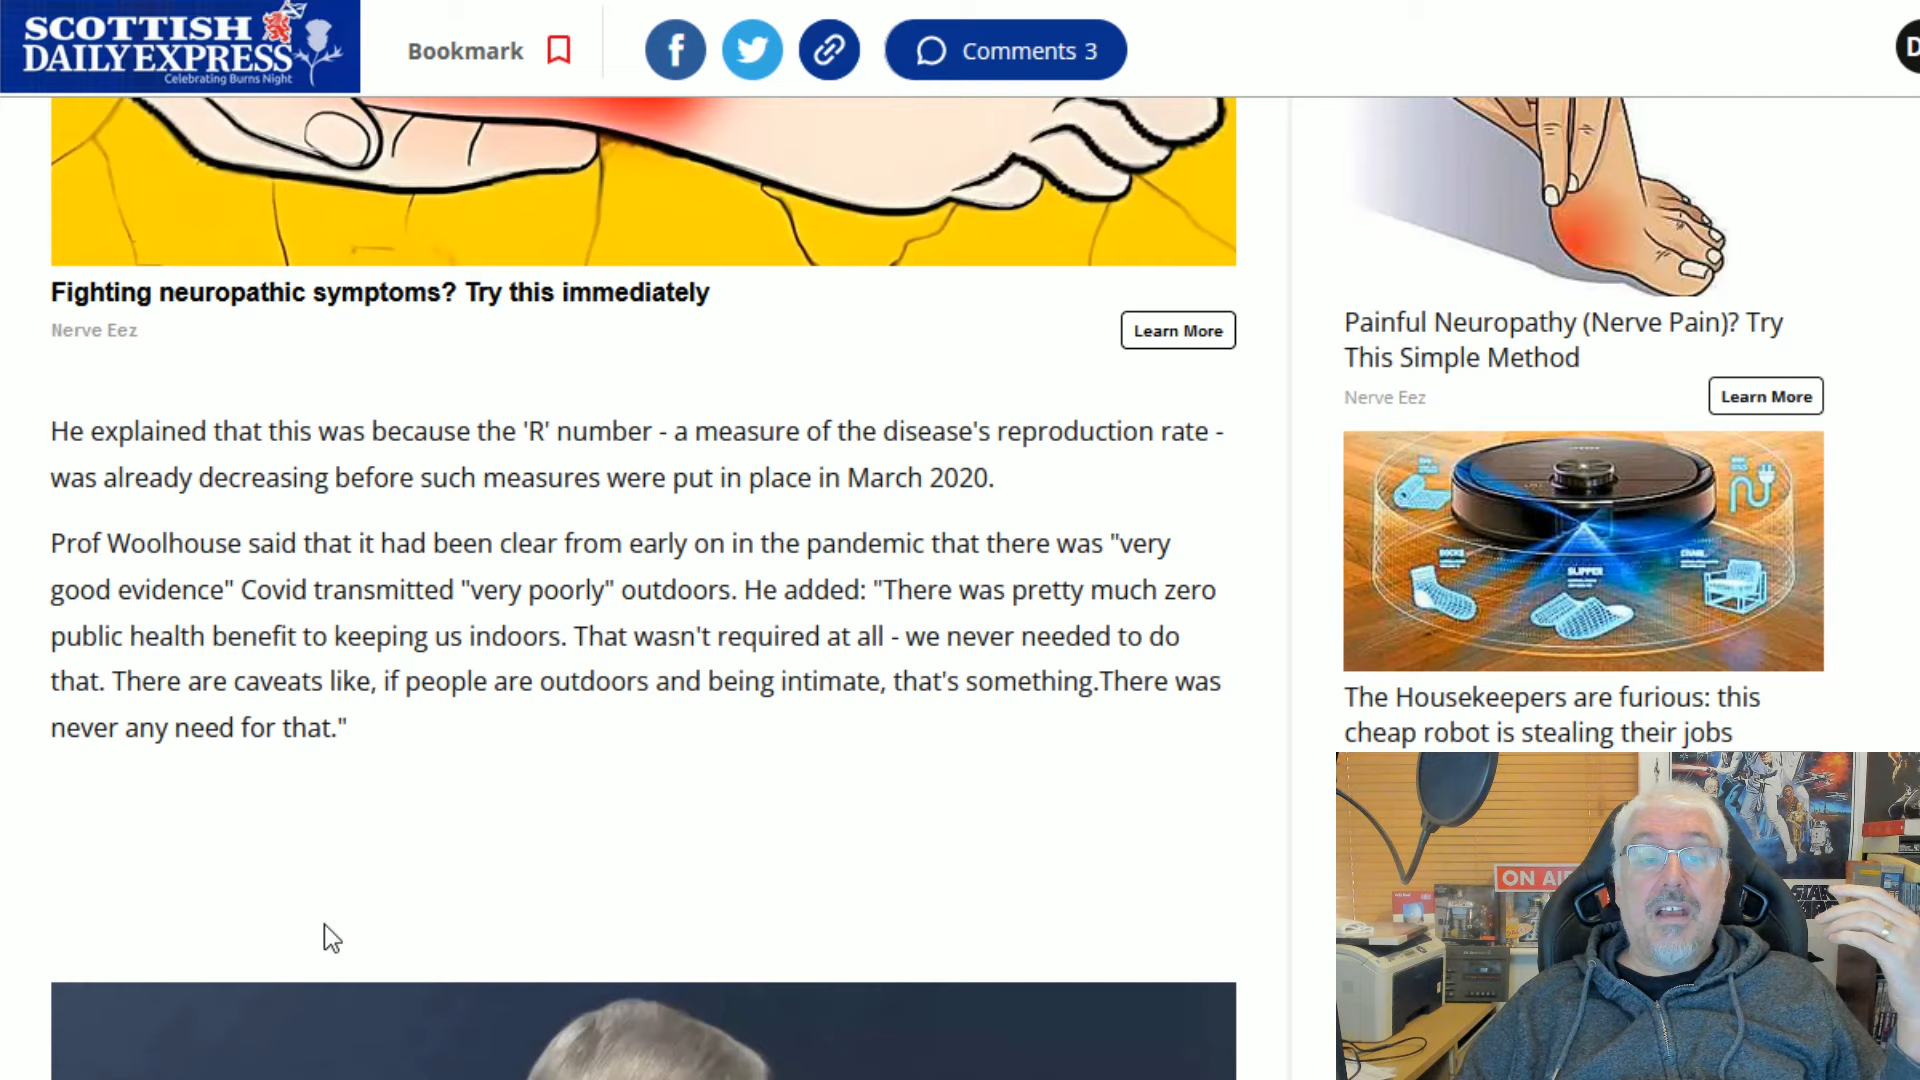 SCOTTISH
DAILY EXPRESS
Celebrating Burns Night
Bookmark
Comments 3
D
Fighting neuropathic symptoms? Try this immediately
Nerve Eez
Learn More
He explained that this was because the 'R' number - a measure of the disease's reproduction rate -
was already decreasing before such measures were put in place in March 2020.
Prof Woolhouse said that it had been clear from early on in the pandemic that there was "very
good evidence" Covid transmitted "very poorly" outdoors. He added: "There was pretty much zero
public health benefit to keeping us indoors. That wasn't required at all - we never needed to do
that. There are caveats like, if people are outdoors and being intimate, that's something.There was
never any need for that."
Painful Neuropathy (Nerve Pain)? Try
This Simple Method
Nerve Eez
Learn More
SOCKS
SLIPPER
The Housekeepers are furious: this
cheap robot is stealing their jobs
ON AI
STAR